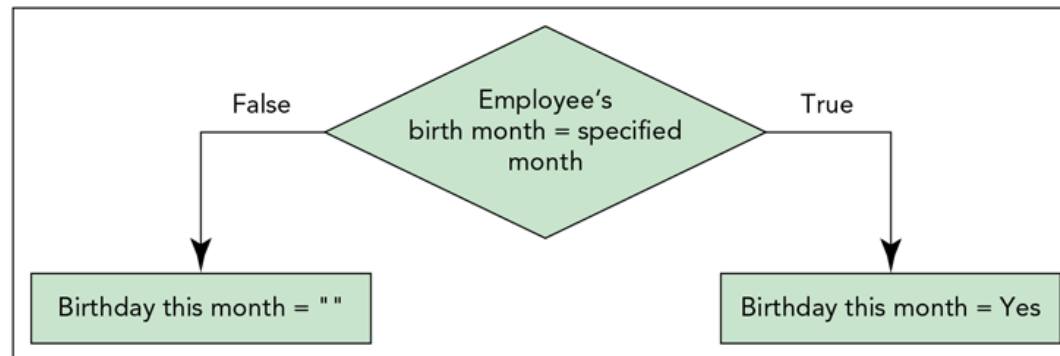 False
Employee’s
birth month = specified
month
True
Birthday this month = " "
Birthday this month = Yes